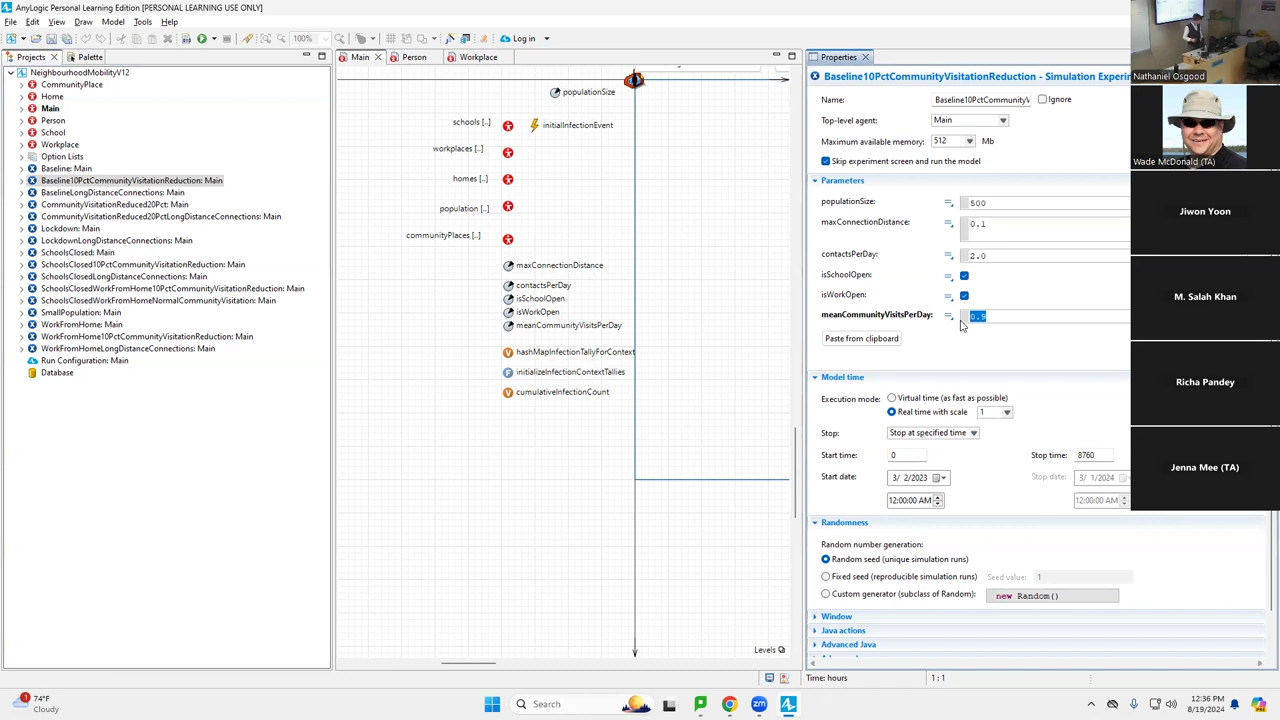 AnyLogic Personal Learning Edition [PERSONAL LEARNING USE ONLY]
File Edit View Draw Model Tools Help
100% Log in
Projects Palette
NeighbourhoodMobilityV12
CommunityPlace
Home
Main
Person
School
Workplace
Option Lists
Baseline: Main
Baseline10PctCommunityVisitationReduction: Main
BaselineLongDistanceConnections: Main
CommunityVisitationReduced20Pct: Main
CommunityVisitationReduced20PctLongDistanceConnections: Main
Lockdown: Main
LockdownLongDistanceConnections: Main
SchoolsClosed: Main
SchoolsClosed10PctCommunityVisitationReduction: Main
SchoolsClosedLongDistanceConnections: Main
SchoolsClosedWorkFromHome10PctCommunityVisitationReduction: Main
SchoolsClosedWorkFromHomeNormalCommunityVisitation: Main
SmallPopulation: Main
WorkFromHome: Main
WorkFromHome10PctCommunityVisitationReduction: Main
WorkFromHomeLongDistanceConnections: Main
Run Configuration: Main
Database
Main Person Workplace
populationSize
schools [..]
initialInfectionEvent
workplaces [..]
homes [..]
population [..]
communityPlaces [..]
maxConnectionDistance
contactsPerDay
isSchoolOpen
isWorkOpen
meanCommunityVisitsPerDay
hashMapInfectionTallyForContext
initializeInfectionContextTallies
cumulativeInfectionCount
Levels
Properties
Baseline10PctCommunityVisitationReduction - Simulation Experi
Name: Baseline10PctCommunityV Ignore
Top-level agent: Main
Maximum available memory: 512 Mb
Skip experiment screen and run the model
Parameters
populationSize: 500
maxConnectionDistance: 0.1
contactsPerDay: 2.0
isSchoolOpen:
isWorkOpen:
meanCommunityVisitsPerDay: 0.9
Paste from clipboard
Model time
Execution mode: Virtual time (as fast as possible)
Real time with scale 1
Stop: Stop at specified time
Start time: 0 Stop time: 8760
Start date: 3/ 2/2023 Stop date: 3/ 1/2024
12:00:00 AM 12:00:00 AM
Randomness
Random number generation:
Random seed (unique simulation runs)
Fixed seed (reproducible simulation runs) Seed value: 1
Custom generator (subclass of Random): new Random()
Window
Java actions
Advanced Java
Time: hours 1:1
Nathaniel Osgood
Wade McDonald (TA)
Jiwon Yoon
M. Salah Khan
Richa Pandey
Jenna Mee (TA)
1
74°F
Cloudy
Search
12:36 PM
8/19/2024